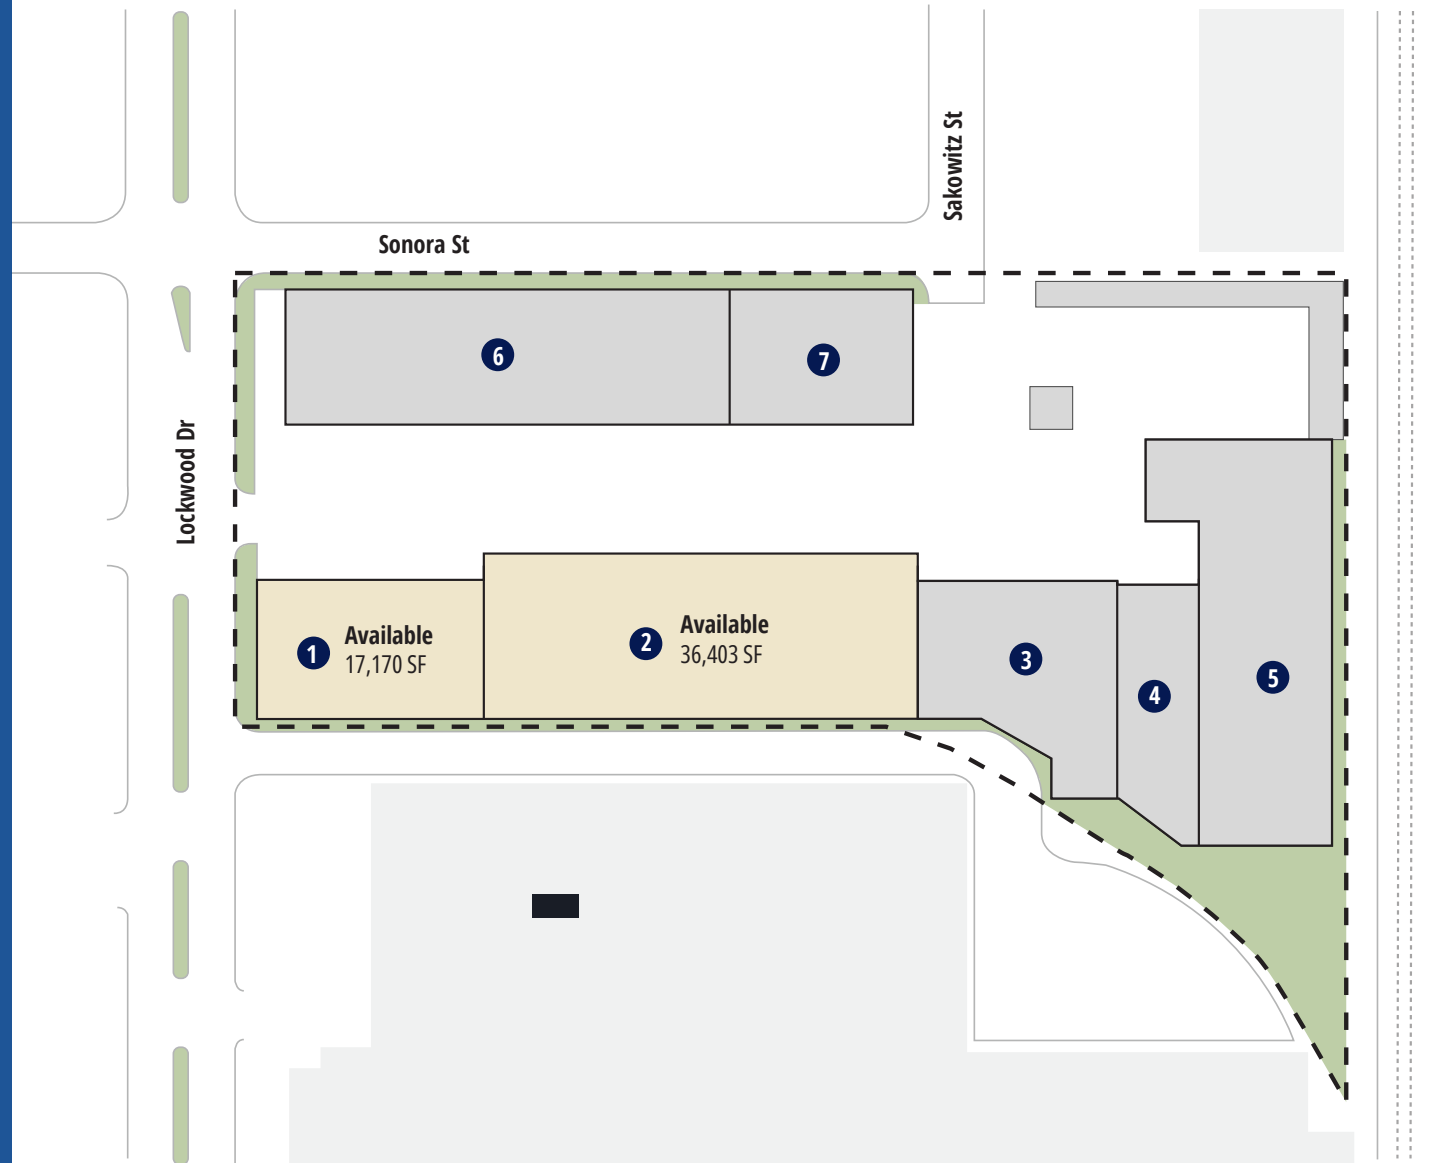 Sakowitz St
Sonora St
6
7
Lockwood Dr
1
Available
17,170 SF
2
Available
36,403 SF
3
4
5